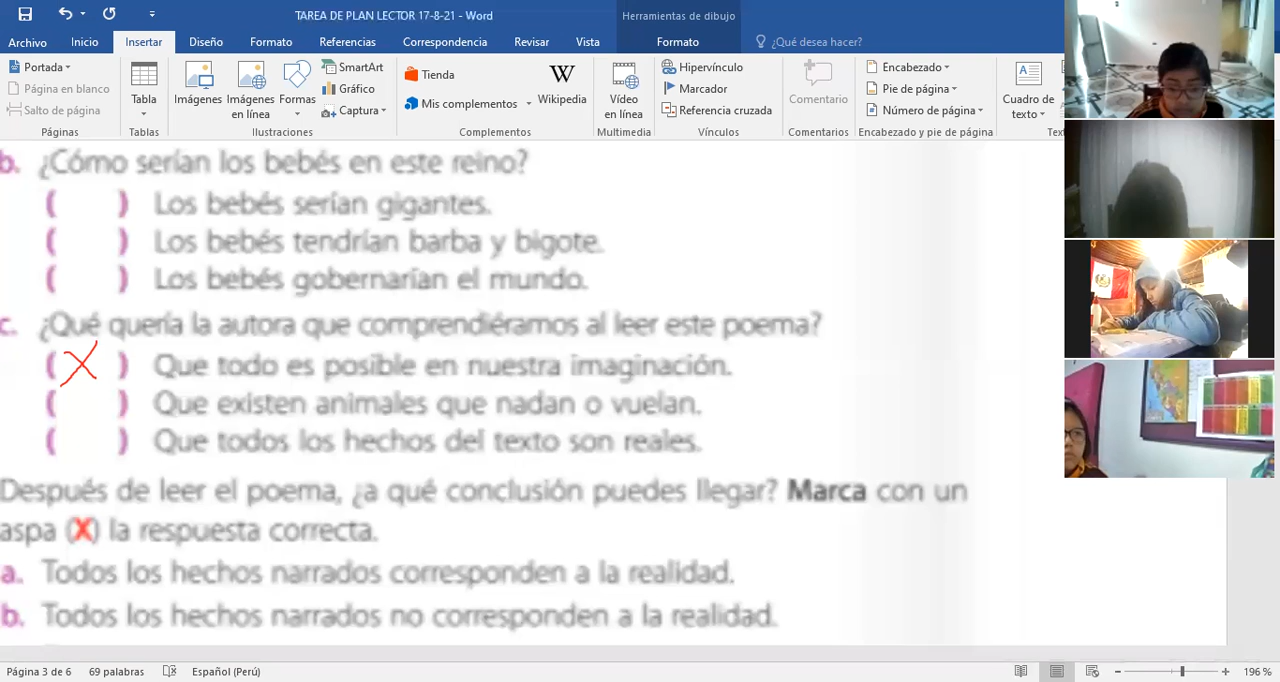 TAREA DE PLAN LECTOR 17-8-21 - Word
Herramientas de dibujo
Archivo Inicio Insertar Diseño Formato Referencias Correspondencia Revisar Vista Formato ¿Qué desea hacer?
Portada
Página en blanco
Salto de página
Páginas
Tabla
Tablas
Imágenes
Imágenes en línea
Formas
SmartArt
Gráfico
Captura
Ilustraciones
Tienda
Mis complementos
W
Wikipedia
Complementos
Vídeo en línea
Multimedia
Hipervínculo
Marcador
Referencia cruzada
Vínculos
Comentario
Comentarios
Encabezado
Pie de página
Número de página
Encabezado y pie de página
Cuadro de texto
b. ¿Cómo serían los bebés en este reino?
( ) Los bebés serían gigantes.
( ) Los bebés tendrían barba y bigote.
( ) Los bebés gobernarían el mundo.
c. ¿Qué quería la autora que comprendiéramos al leer este poema?
( X ) Que todo es posible en nuestra imaginación.
( ) Que existen animales que nadan o vuelan.
( ) Que todos los hechos del texto son reales.
Después de leer el poema, ¿a qué conclusión puedes llegar? Marca con un
aspa (X) la respuesta correcta.
a. Todos los hechos narrados corresponden a la realidad.
b. Todos los hechos narrados no corresponden a la realidad.
Página 3 de 6 69 palabras Español (Perú) 196 %